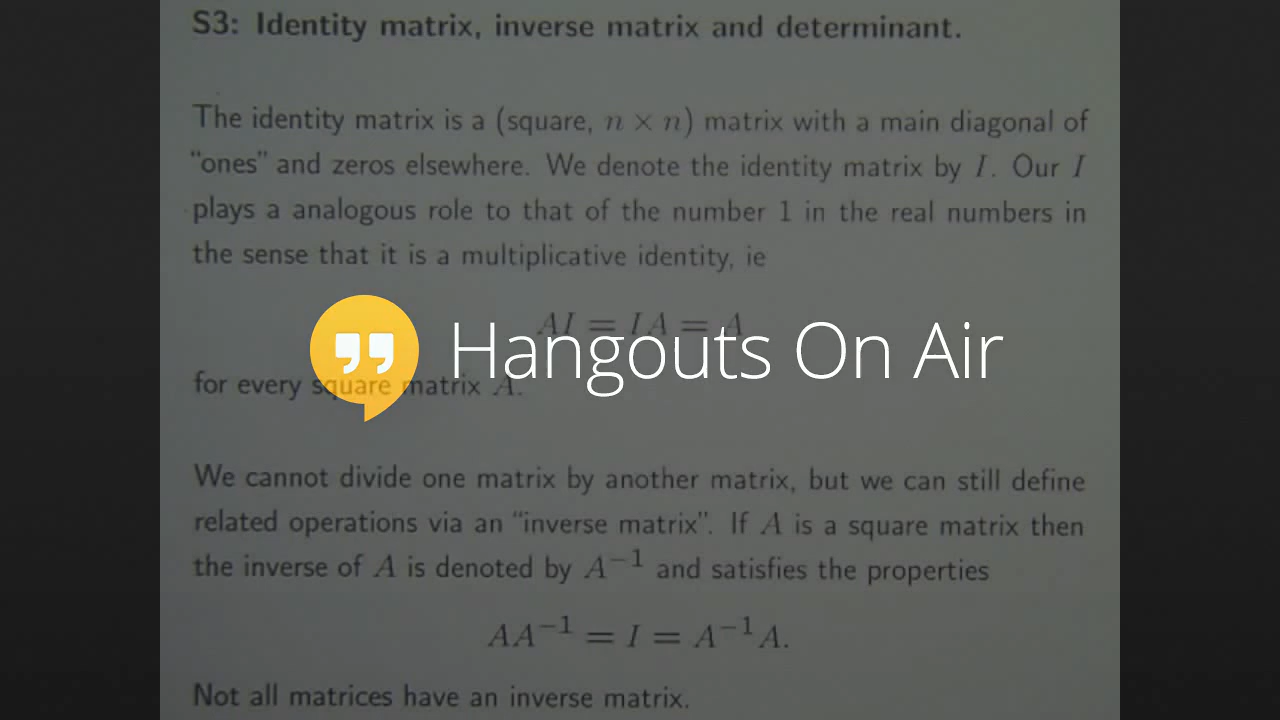 S3: Identity matrix, inverse matrix and determinant.
The identity matrix is a (square, n × n) matrix with a main diagonal of
"ones" and zeros elsewhere. We denote the identity matrix by I. Our I
plays a analogous role to that of the number 1 in the real numbers in
the sense that it is a multiplicative identity, ie
AI = IA = A
Hangouts On Air
for every square matrix A.
We cannot divide one matrix by another matrix, but we can still define
related operations via an “inverse matrix”. If A is a square matrix then
the inverse of A is denoted by A⁻¹ and satisfies the properties
AA⁻¹ = I = A⁻¹A.
Not all matrices have an inverse matrix.